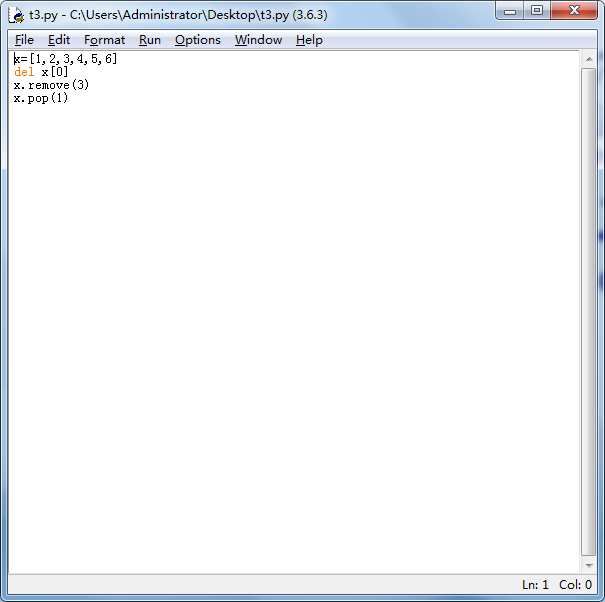 t3.py - C:\Users\Administrator\Desktop\t3.py (3.6.3)
File Edit Format Run Options Window Help
x=[1,2,3,4,5,6]
del x[0]
x.remove(3)
x.pop(1)
Ln: 1 Col: 0